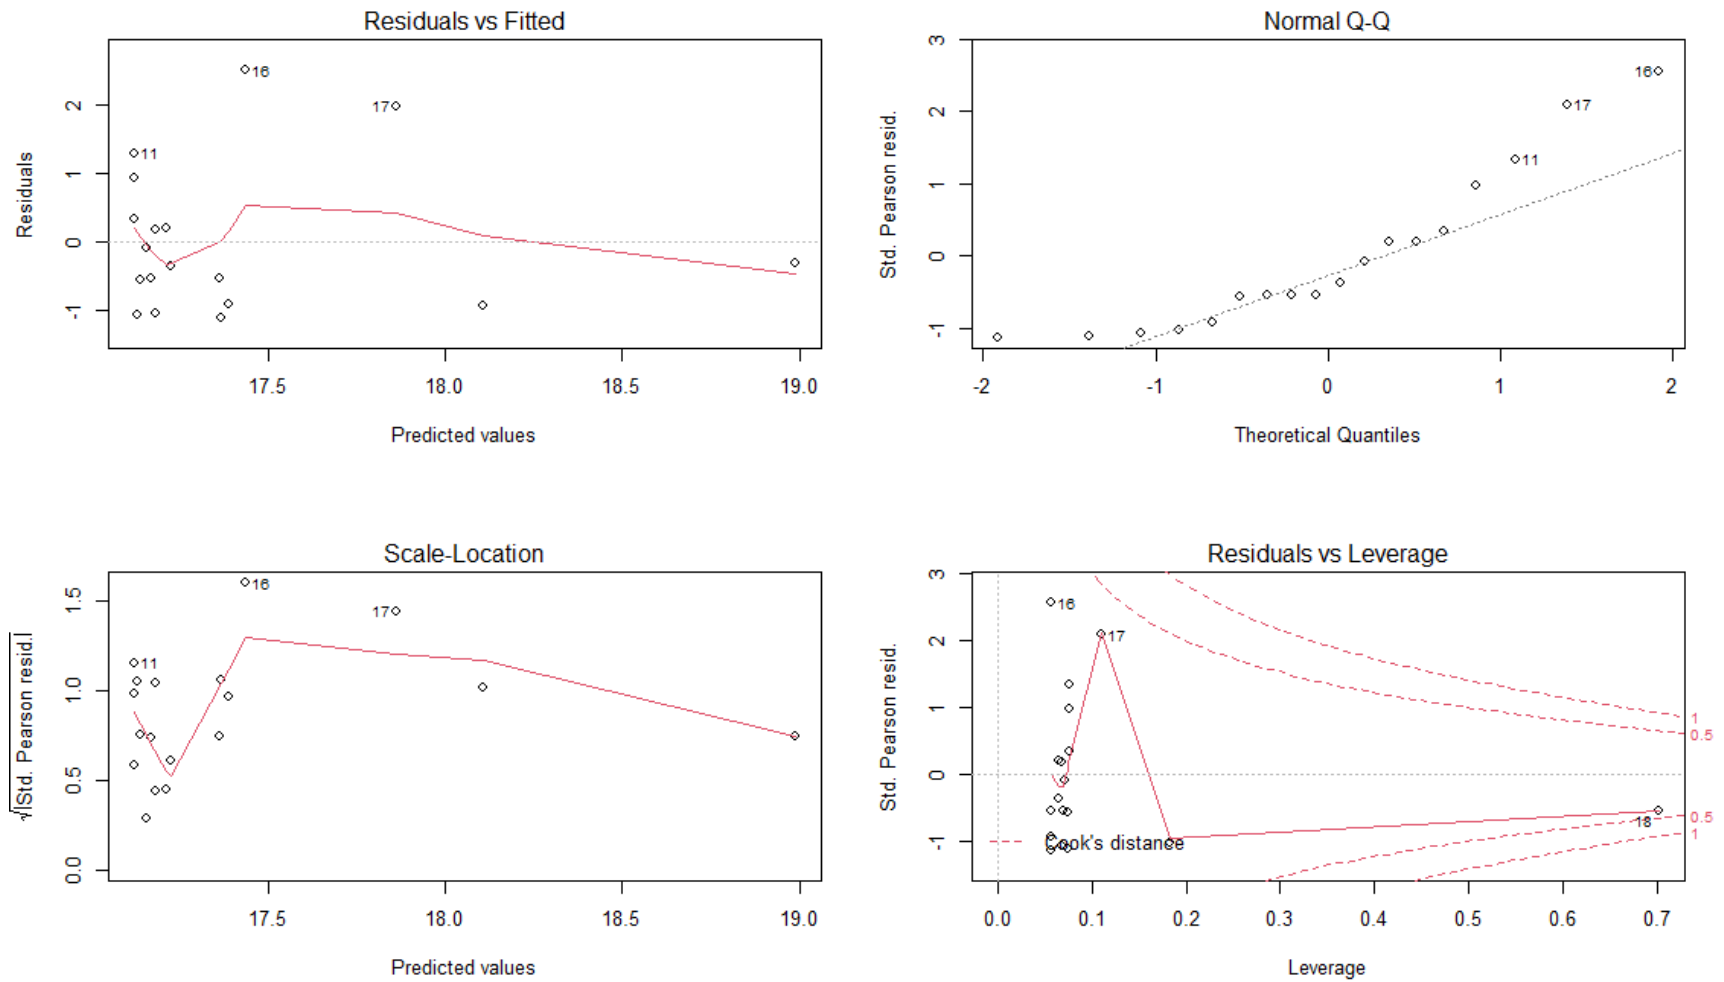 Residuals vs Fitted
Residuals
2
1
0
-1
16
17
11
17.5 18.0 18.5 19.0
Predicted values
Normal Q-Q
Std. Pearson resid.
3
2
1
0
-1
16
17
11
-2 -1 0 1 2
Theoretical Quantiles
Scale-Location
√|Std. Pearson resid.|
1.5
1.0
0.5
0.0
16
17
11
17.5 18.0 18.5 19.0
Predicted values
Residuals vs Leverage
Std. Pearson resid.
3
2
1
0
-1
16
17
18
1
0.5
0.5
1
Cook's distance
0.0 0.1 0.2 0.3 0.4 0.5 0.6 0.7
Leverage